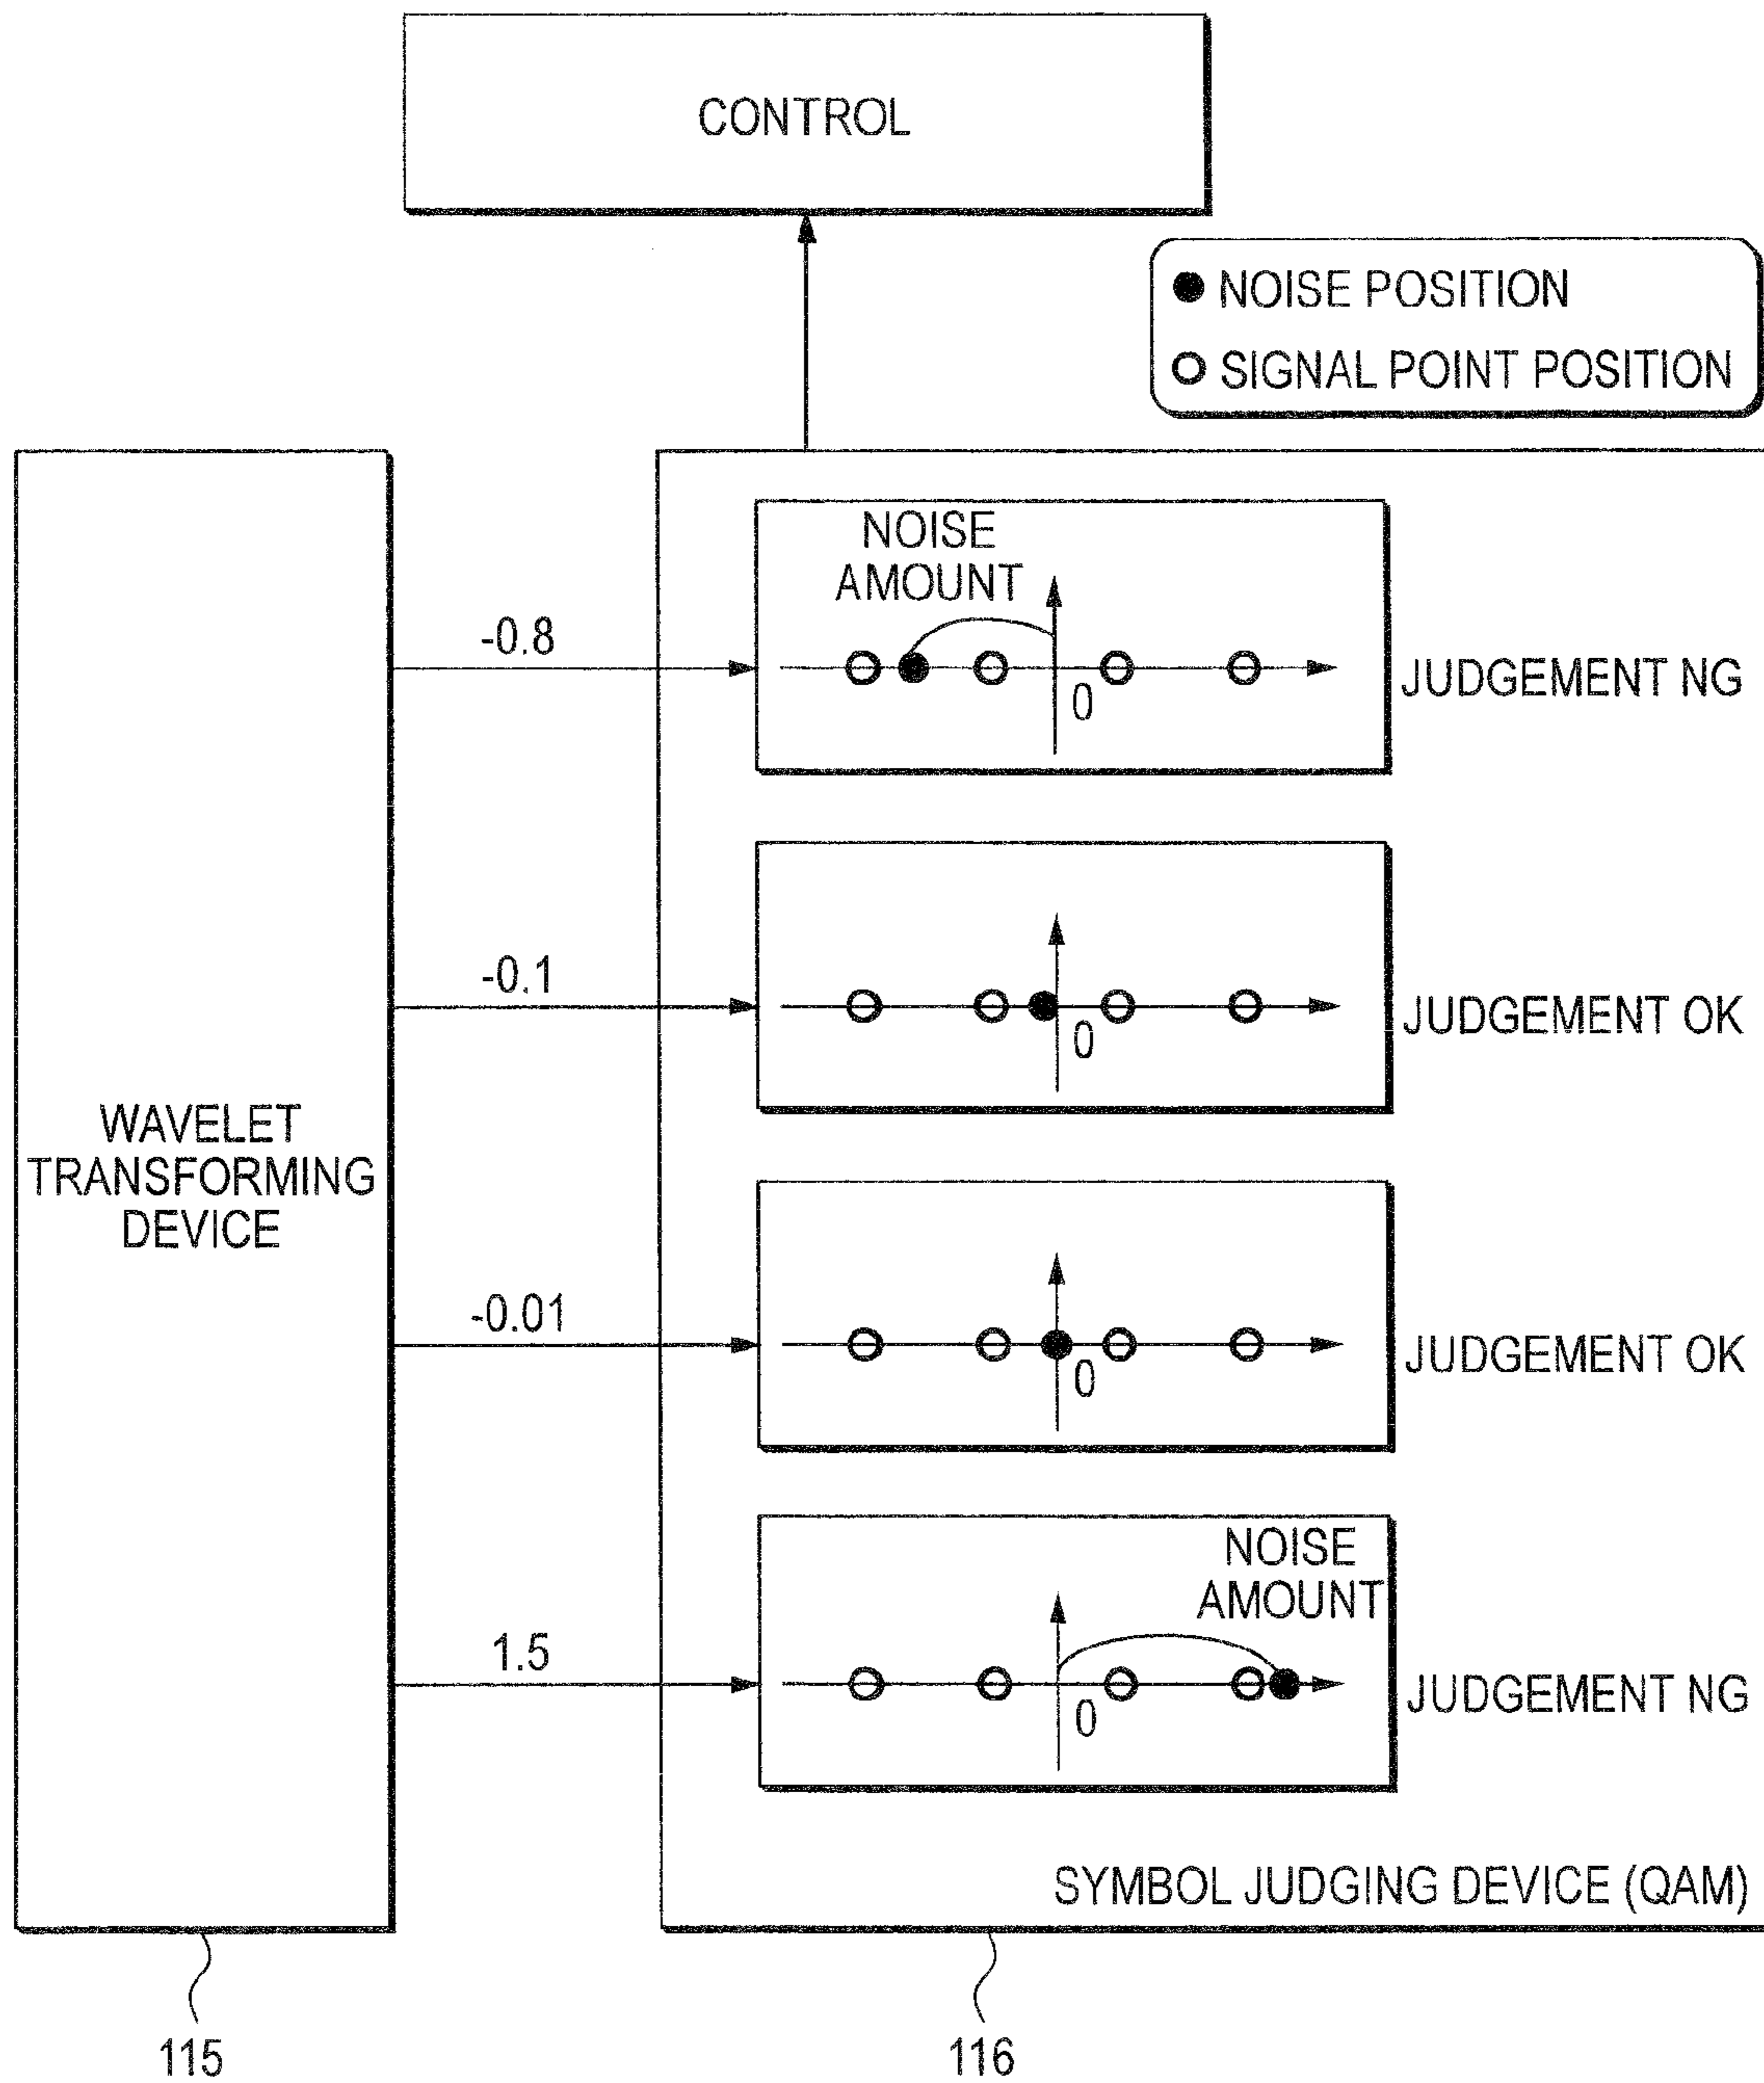 CONTROL
NOISE POSITION
SIGNAL POINT POSITION
NOISE
AMOUNT
-0.8
0
JUDGEMENT NG
-0.1
0
JUDGEMENT OK
WAVELET
TRANSFORMING
DEVICE
-0.01
0
JUDGEMENT OK
NOISE
AMOUNT
1.5
0
JUDGEMENT NG
SYMBOL JUDGING DEVICE (QAM)
115
116